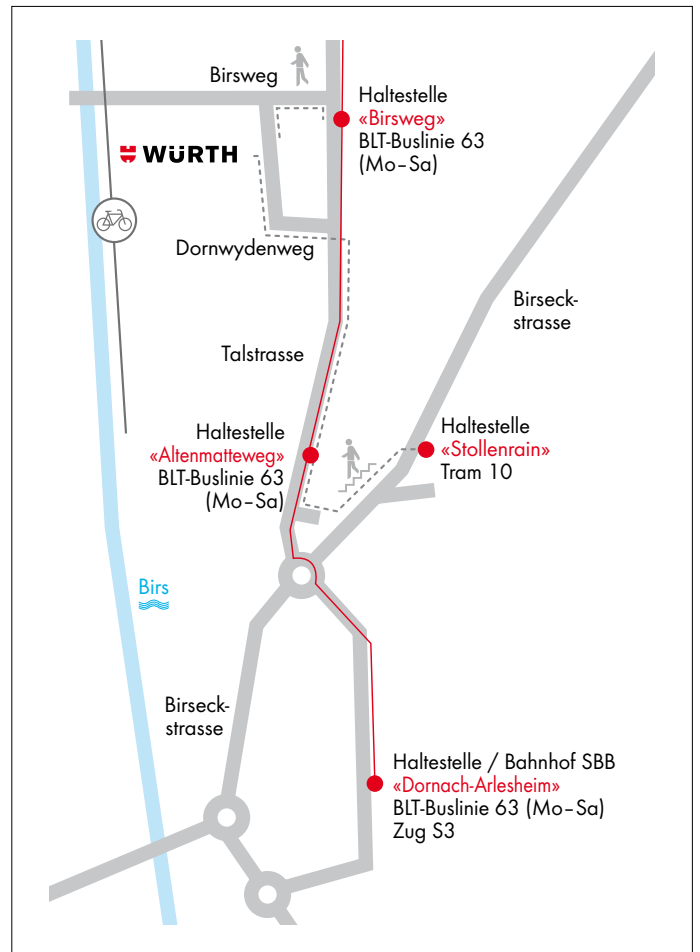 Birsweg
Haltestelle
«Birsweg»
BLT-Buslinie 63
(Mo–Sa)
WÜRTH
Dornwydenweg
Birseck-
strasse
Talstrasse
Haltestelle
«Altenmatteweg»
BLT-Buslinie 63
(Mo–Sa)
Haltestelle
«Stollenrain»
Tram 10
Birs
Birseck-
strasse
Haltestelle / Bahnhof SBB
«Dornach-Arlesheim»
BLT-Buslinie 63 (Mo–Sa)
Zug S3